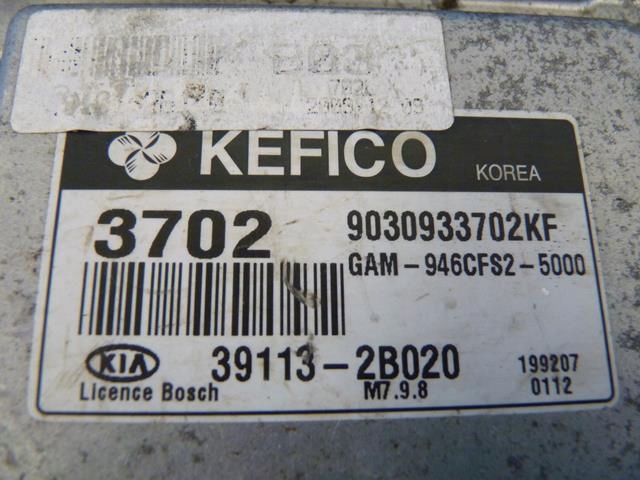 KEFICO KOREA
3702 9030933702KF
GAM-946CFS2-5000
KIA 39113-2B020 199207
Licence Bosch M7.9.8 0112